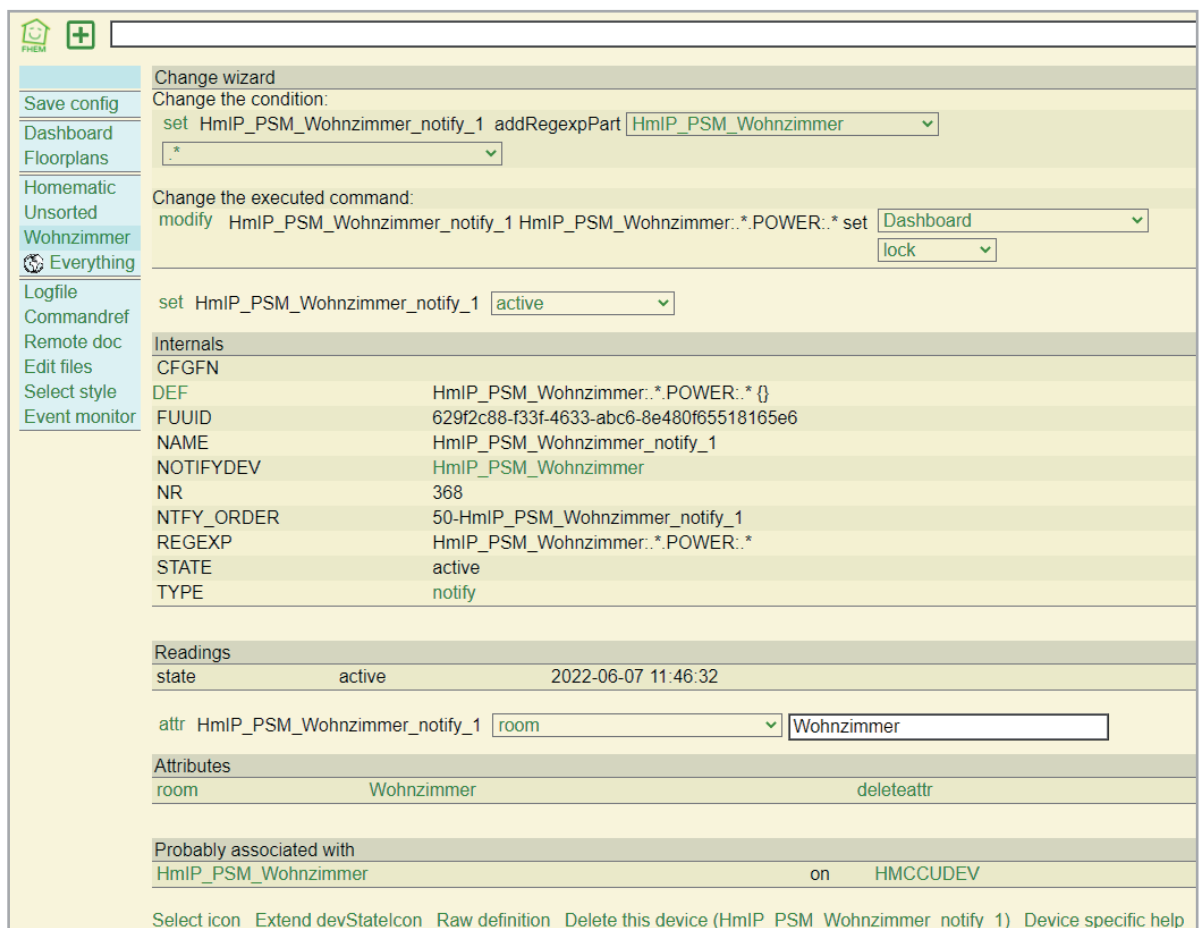 FHEM
Change wizard
Save config
Change the condition:
set HmIP_PSM_Wohnzimmer_notify_1 addRegexpPart HmIP_PSM_Wohnzimmer
Dashboard
Floorplans
.*
Homematic
Unsorted
Wohnzimmer
Everything
Change the executed command:
modify HmIP_PSM_Wohnzimmer_notify_1 HmIP_PSM_Wohnzimmer:.*.POWER:.* set Dashboard
lock
Logfile
Commandref
Remote doc
Edit files
Select style
Event monitor
set HmIP_PSM_Wohnzimmer_notify_1 active
Internals
CFGFN
DEF HmIP_PSM_Wohnzimmer:.*.POWER:.* {}
FUUID 629f2c88-f33f-4633-abc6-8e480f65518165e6
NAME HmIP_PSM_Wohnzimmer_notify_1
NOTIFYDEV HmIP_PSM_Wohnzimmer
NR 368
NTFY_ORDER 50-HmIP_PSM_Wohnzimmer_notify_1
REGEXP HmIP_PSM_Wohnzimmer:.*.POWER:.*
STATE active
TYPE notify
Readings
state active 2022-06-07 11:46:32
attr HmIP_PSM_Wohnzimmer_notify_1 room Wohnzimmer
Attributes
room Wohnzimmer deleteattr
Probably associated with
HmIP_PSM_Wohnzimmer on HMCCUDEV
Select icon Extend devStateIcon Raw definition Delete this device (HmIP_PSM_Wohnzimmer_notify_1) Device specific help